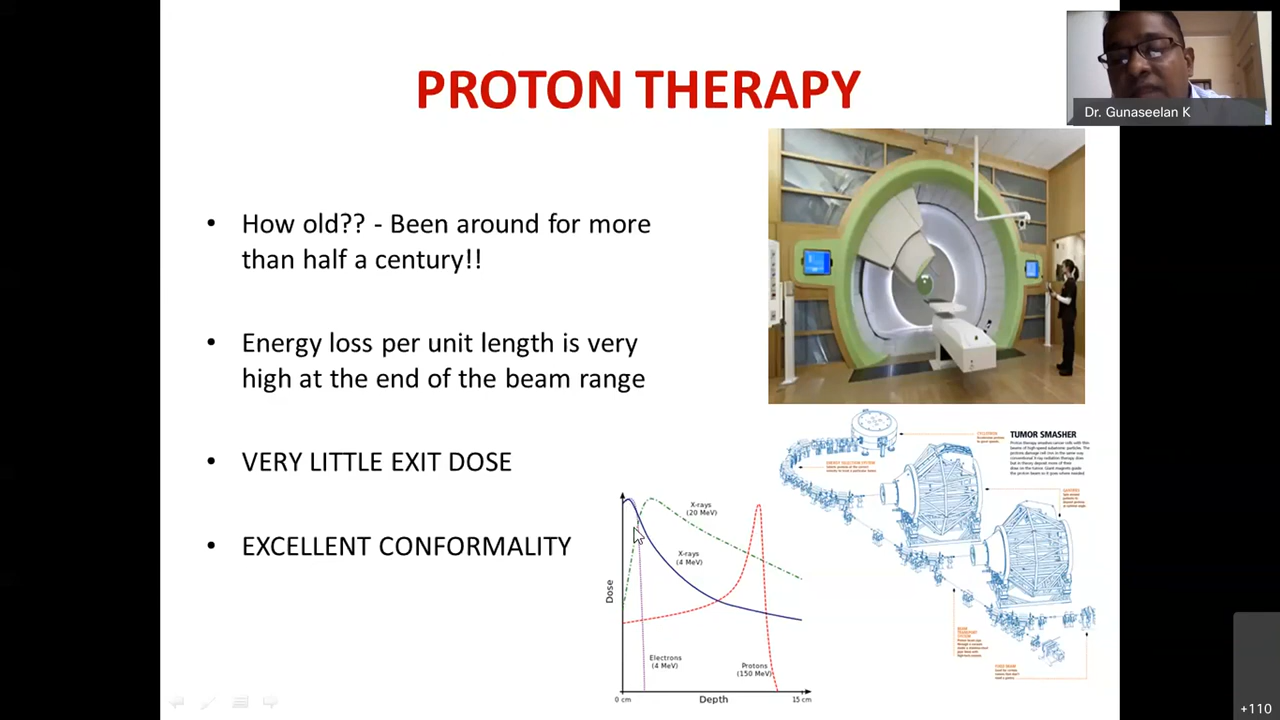 PROTON THERAPY
Dr. Gunaseelan K
• How old?? - Been around for more
than half a century!!
• Energy loss per unit length is very
high at the end of the beam range
• VERY LITTLE EXIT DOSE
• EXCELLENT CONFORMALITY
TUMOR SMASHER
X-rays
(20 MeV)
X-rays
(4 MeV)
Dose
Electrons
(4 MeV)
Protons
(150 MeV)
0 cm
Depth
15 cm
+110